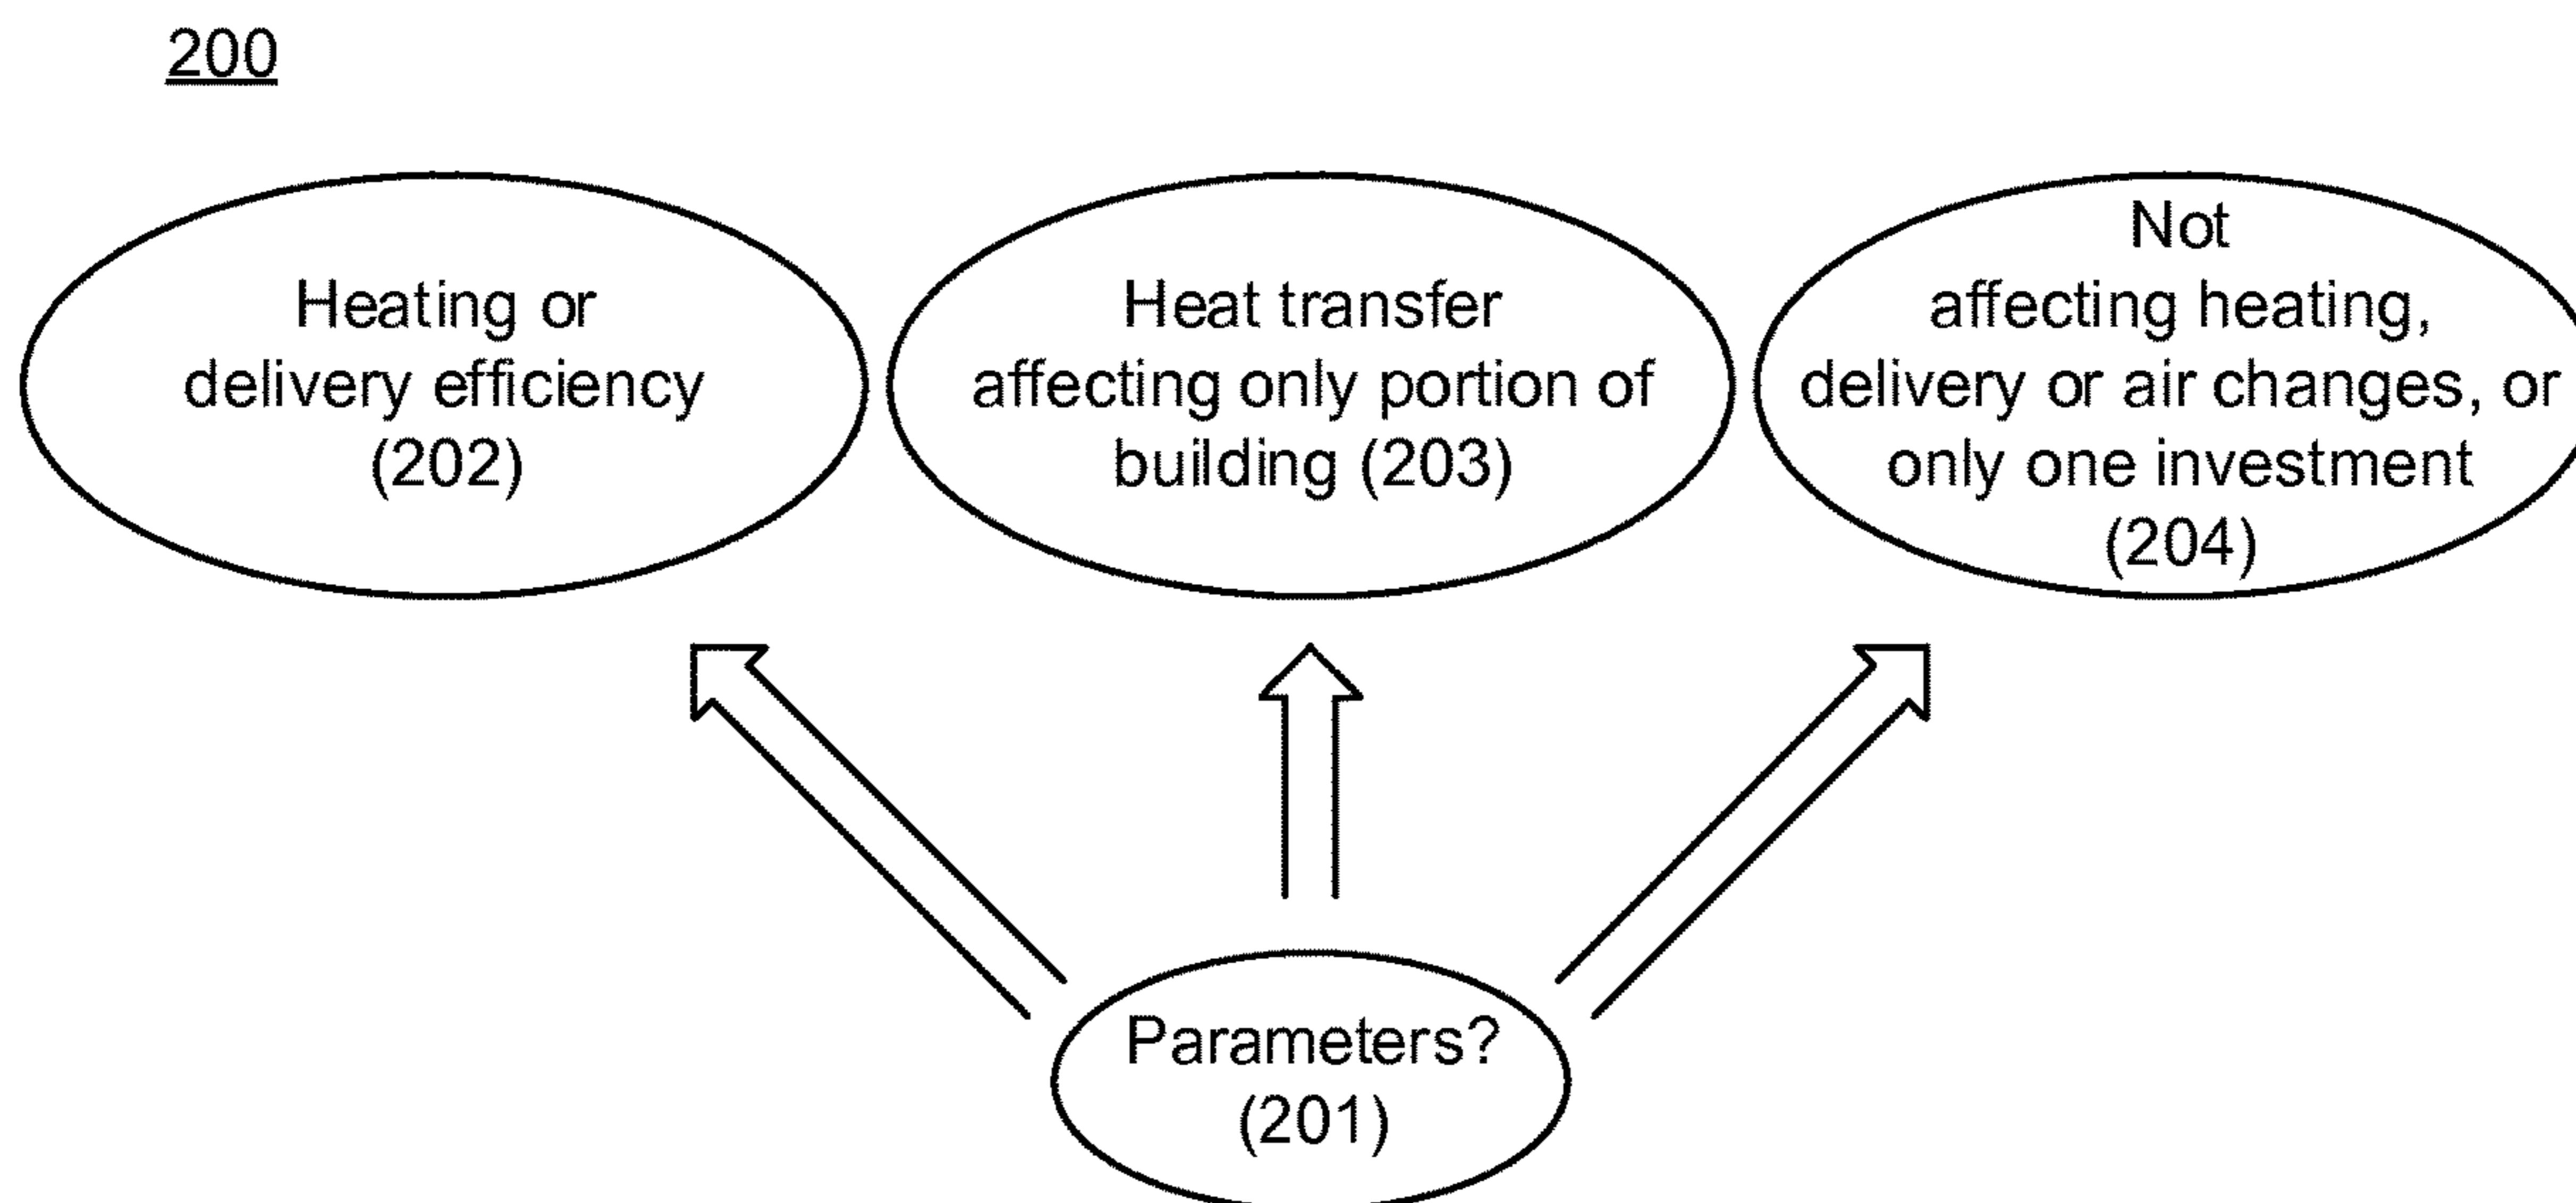 200
Heating or
delivery efficiency
(202)
Heat transfer
affecting only portion of
building (203)
Not
affecting heating,
delivery or air changes, or
only one investment
(204)
Parameters?
(201)